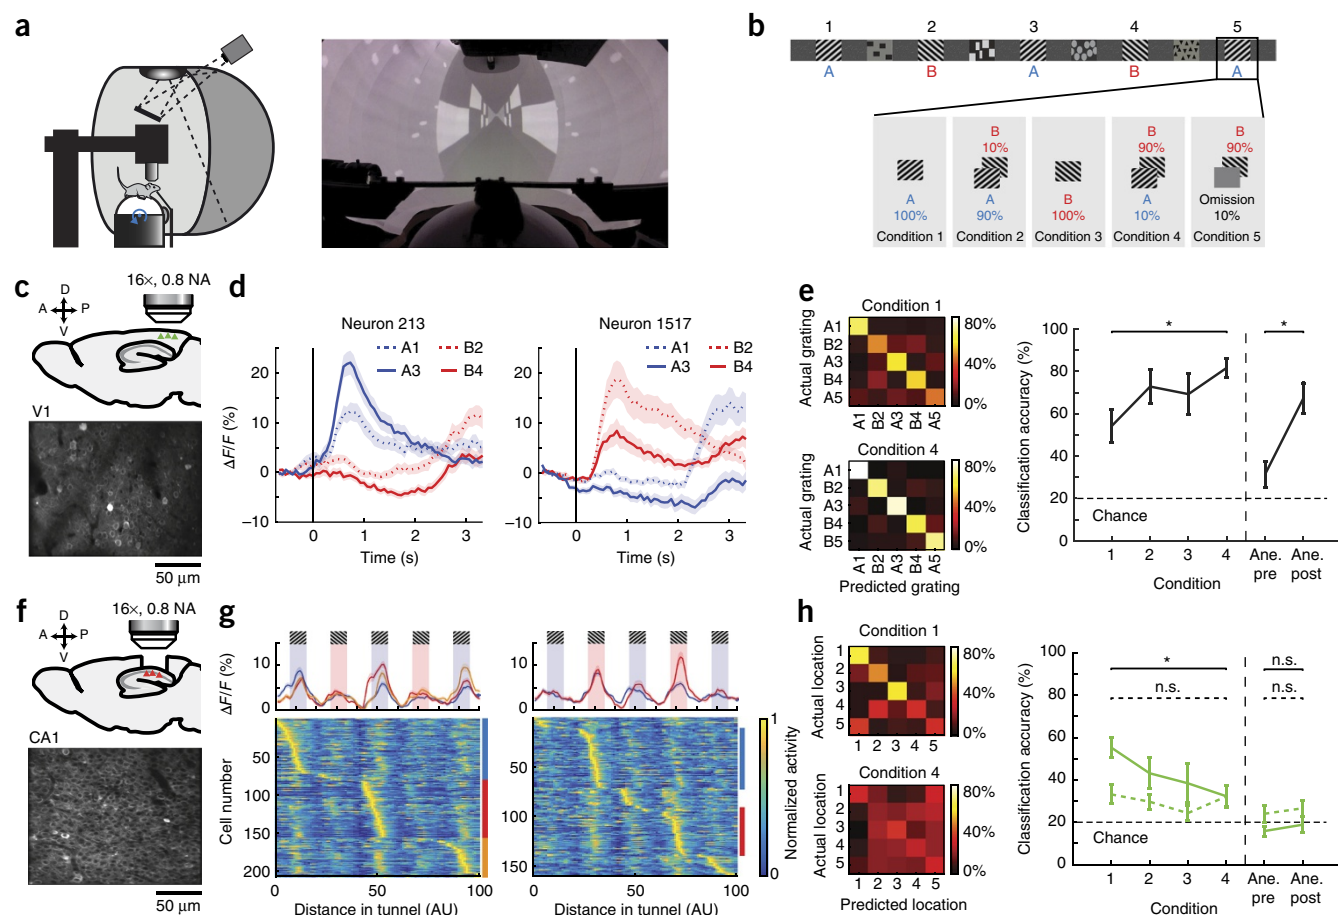 a
b
1 2 3 4 5
A B A B A
B 10%
B 90%
B 90%
A 100%
A 90%
B 100%
A 10%
Omission 10%
Condition 1 Condition 2 Condition 3 Condition 4 Condition 5
c
16×, 0.8 NA
D
A P
V
V1
50 μm
d
Neuron 213
A1 B2
A3 B4
ΔF/F (%)
20
10
0
−10
0 1 2 3
Time (s)
Neuron 1517
A1 B2
A3 B4
20
10
0
−10
0 1 2 3
Time (s)
e
Condition 1
Actual grating
A1
B2
A3
B4
A5
A1 B2 A3 B4 A5
80%
40%
0%
Condition 4
Actual grating
A1
B2
A3
B4
B5
A1 B2 A3 B4 A5
80%
40%
0%
Predicted grating
Classification accuracy (%)
100
80
60
40
20
0
* *
Chance
1 2 3 4 Ane. pre Ane. post
Condition
f
16×, 0.8 NA
D
A P
V
CA1
50 μm
g
ΔF/F (%)
10
5
0
10
5
0
Cell number
50
100
150
200
0 50 100
Distance in tunnel (AU)
50
100
150
0 50 100
Distance in tunnel (AU)
1
0
Normalized activity
h
Condition 1
Actual location
1
2
3
4
5
1 2 3 4 5
80%
40%
0%
Condition 4
Actual location
1
2
3
4
5
1 2 3 4 5
80%
40%
0%
Predicted location
Classification accuracy (%)
100
80
60
40
20
0
* n.s.
n.s. n.s.
Chance
1 2 3 4 Ane. pre Ane. post
Condition